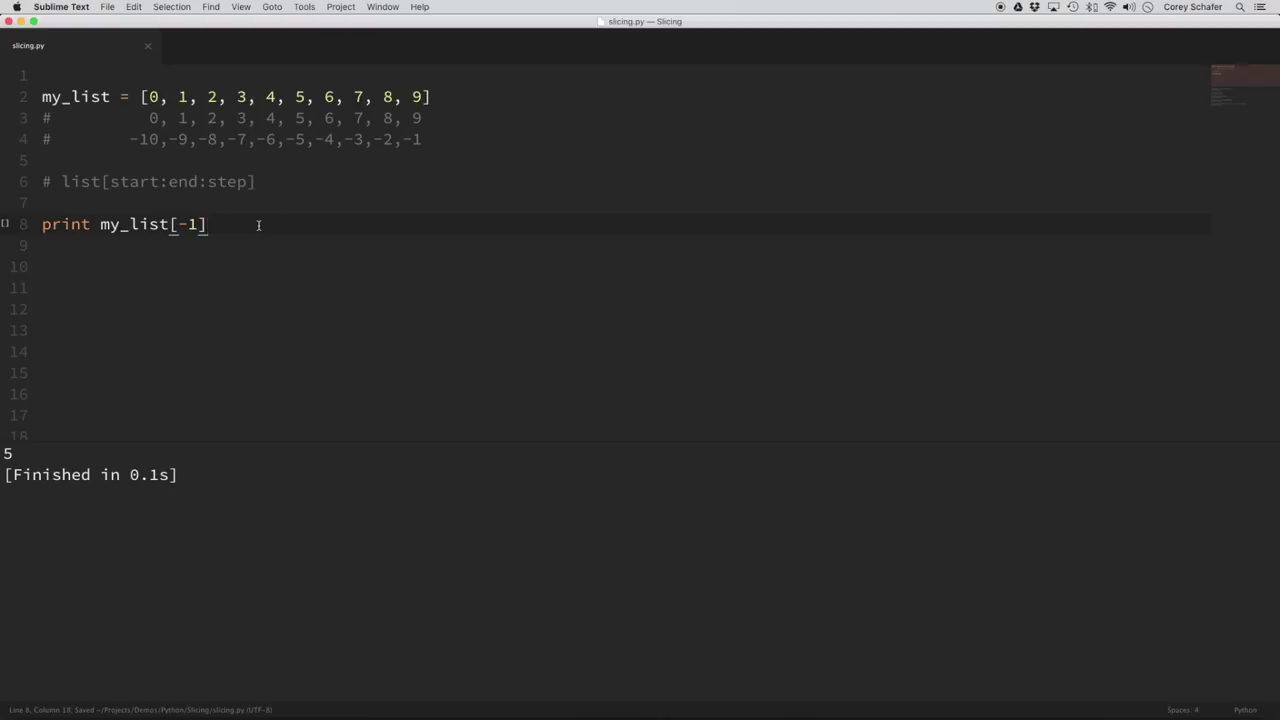 Sublime Text File Edit Selection Find View Goto Tools Project Window Help Corey Schafer
slicing.py — Slicing
slicing.py
1
2 my_list = [0, 1, 2, 3, 4, 5, 6, 7, 8, 9]
3 # 0, 1, 2, 3, 4, 5, 6, 7, 8, 9
4 # -10,-9,-8,-7,-6,-5,-4,-3,-2,-1
5
6 # list[start:end:step]
7
8 print my_list[-1]
9
10
11
12
13
14
15
16
17
18
5
[Finished in 0.1s]
Line 8, Column 18, Saved ~/Projects/Demos/Python/Slicing/slicing.py (UTF-8) Spaces: 4 Python